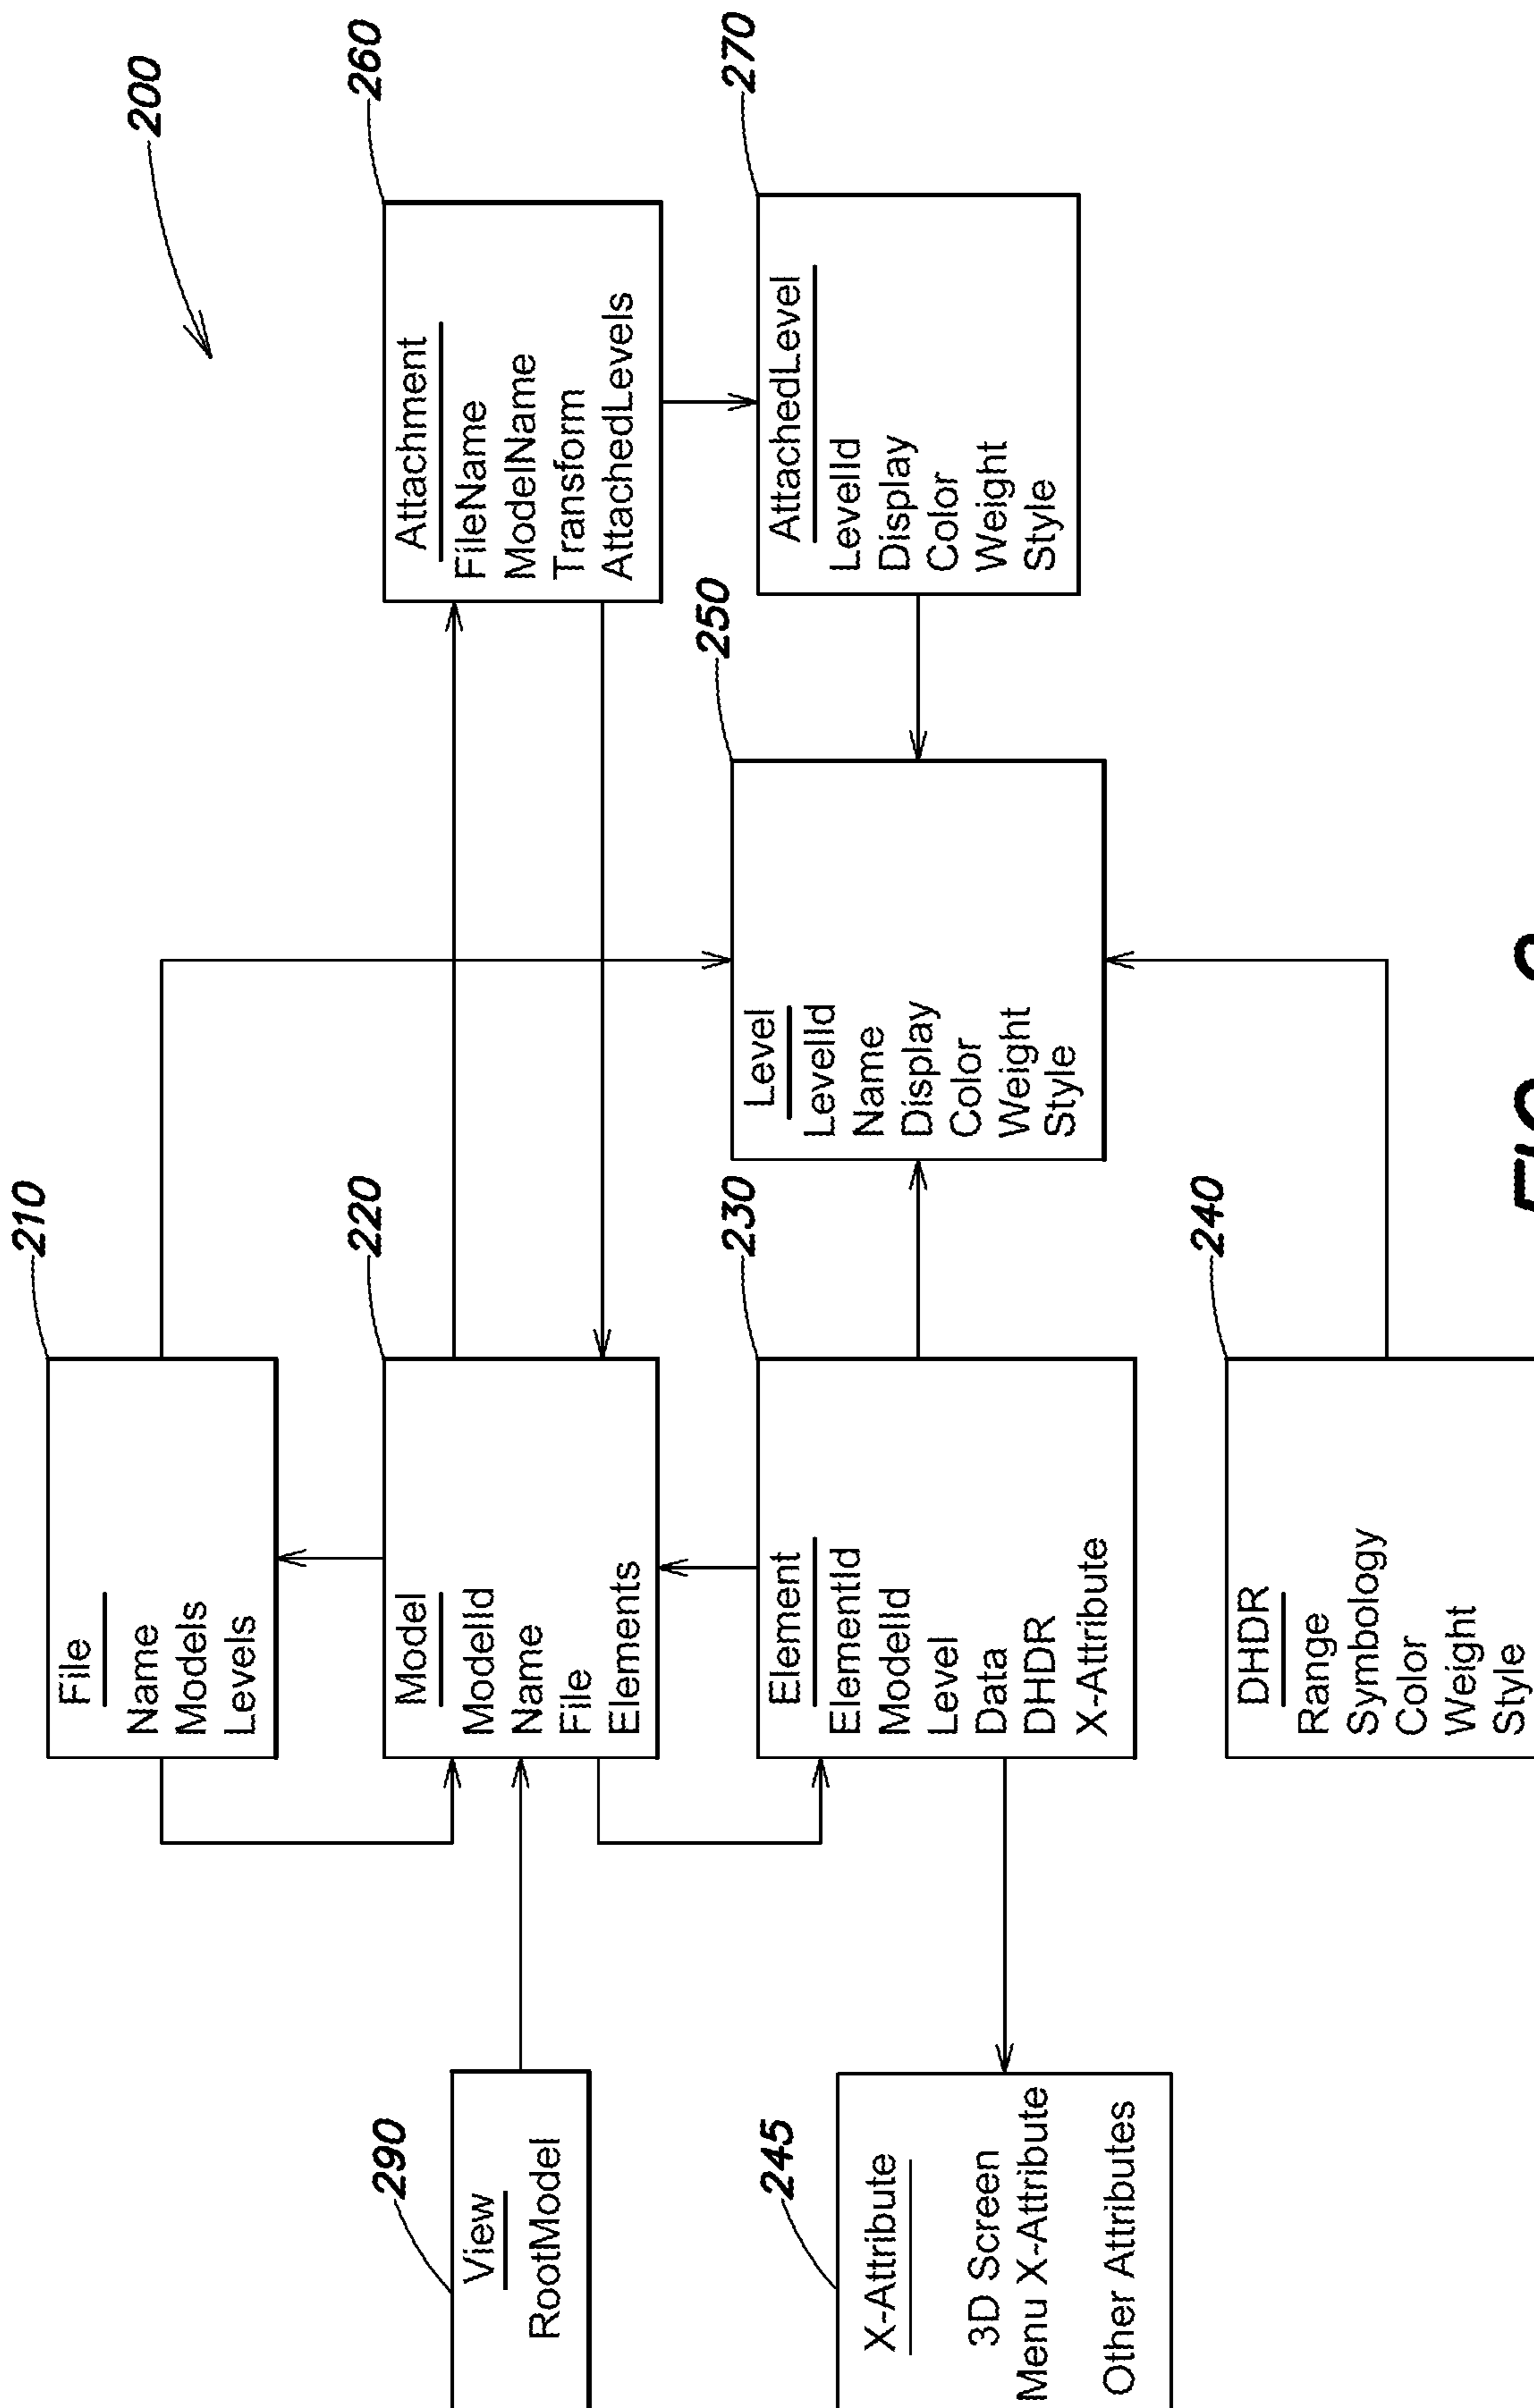 200
210
File
Name
Models
Levels
220
Model
ModelId
Name
File
Elements
260
Attachment
FileName
ModelName
Transform
AttachedLevels
290
View
RootModel
230
Element
ElementId
ModelId
Level
Data
DHDR
X-Attribute
250
Level
LevelId
Name
Display
Color
Weight
Style
270
AttachedLevel
LevelId
Display
Color
Weight
Style
245
X-Attribute
3D Screen
Menu X-Attribute
Other Attributes
240
DHDR
Range
Symbology
Color
Weight
Style